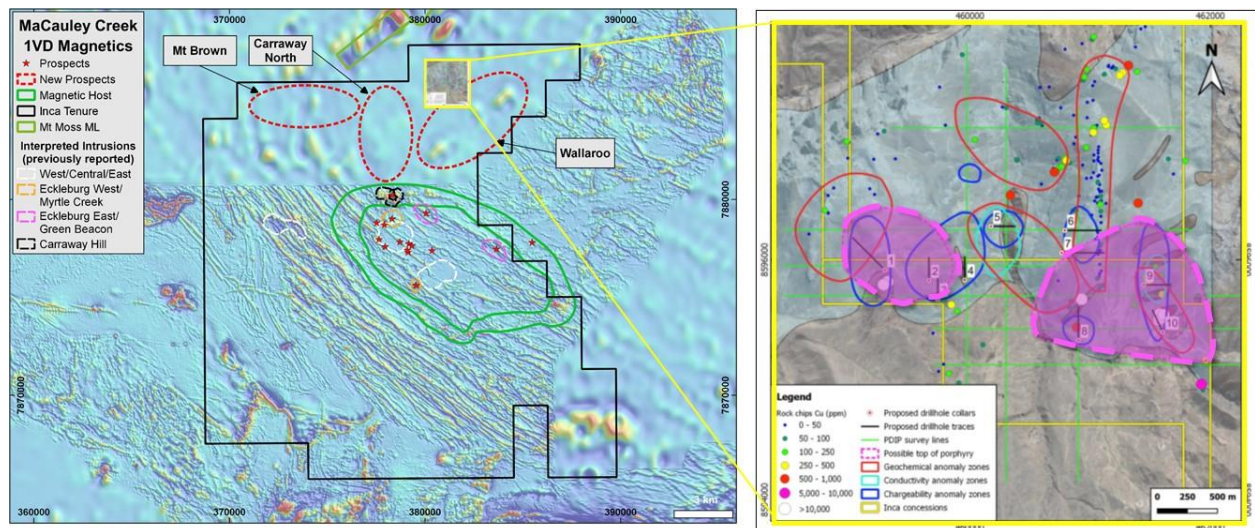 MaCauley Creek
1VD Magnetics
Prospects
New Prospects
Magnetic Host
Inca Tenure
Mt Moss ML
Interpreted Intrusions
(previously reported)
West/Central/East
Eckleburg West/
Myrtle Creek
Eckleburg East/
Green Beacon
Carraway Hill
370000
380000
390000
Mt Brown
Carraway
North
Wallaroo
7880000
7880000
7870000
7870000
3 km
360000
370000
380000
390000
460000
462000
N
8596000
1
2
4
5
6
7
8
9
10
Legend
Rock chips Cu (ppm)
0 - 50
50 - 100
100 - 250
250 - 500
500 - 1,000
5,000 - 10,000
>10,000
Proposed drillhole collars
Proposed drillhole traces
PDIP survey lines
Possible top of porphyry
Geochemical anomaly zones
Conductivity anomaly zones
Chargeability anomaly zones
Inca concessions
0 250 500 m
8594000
460000